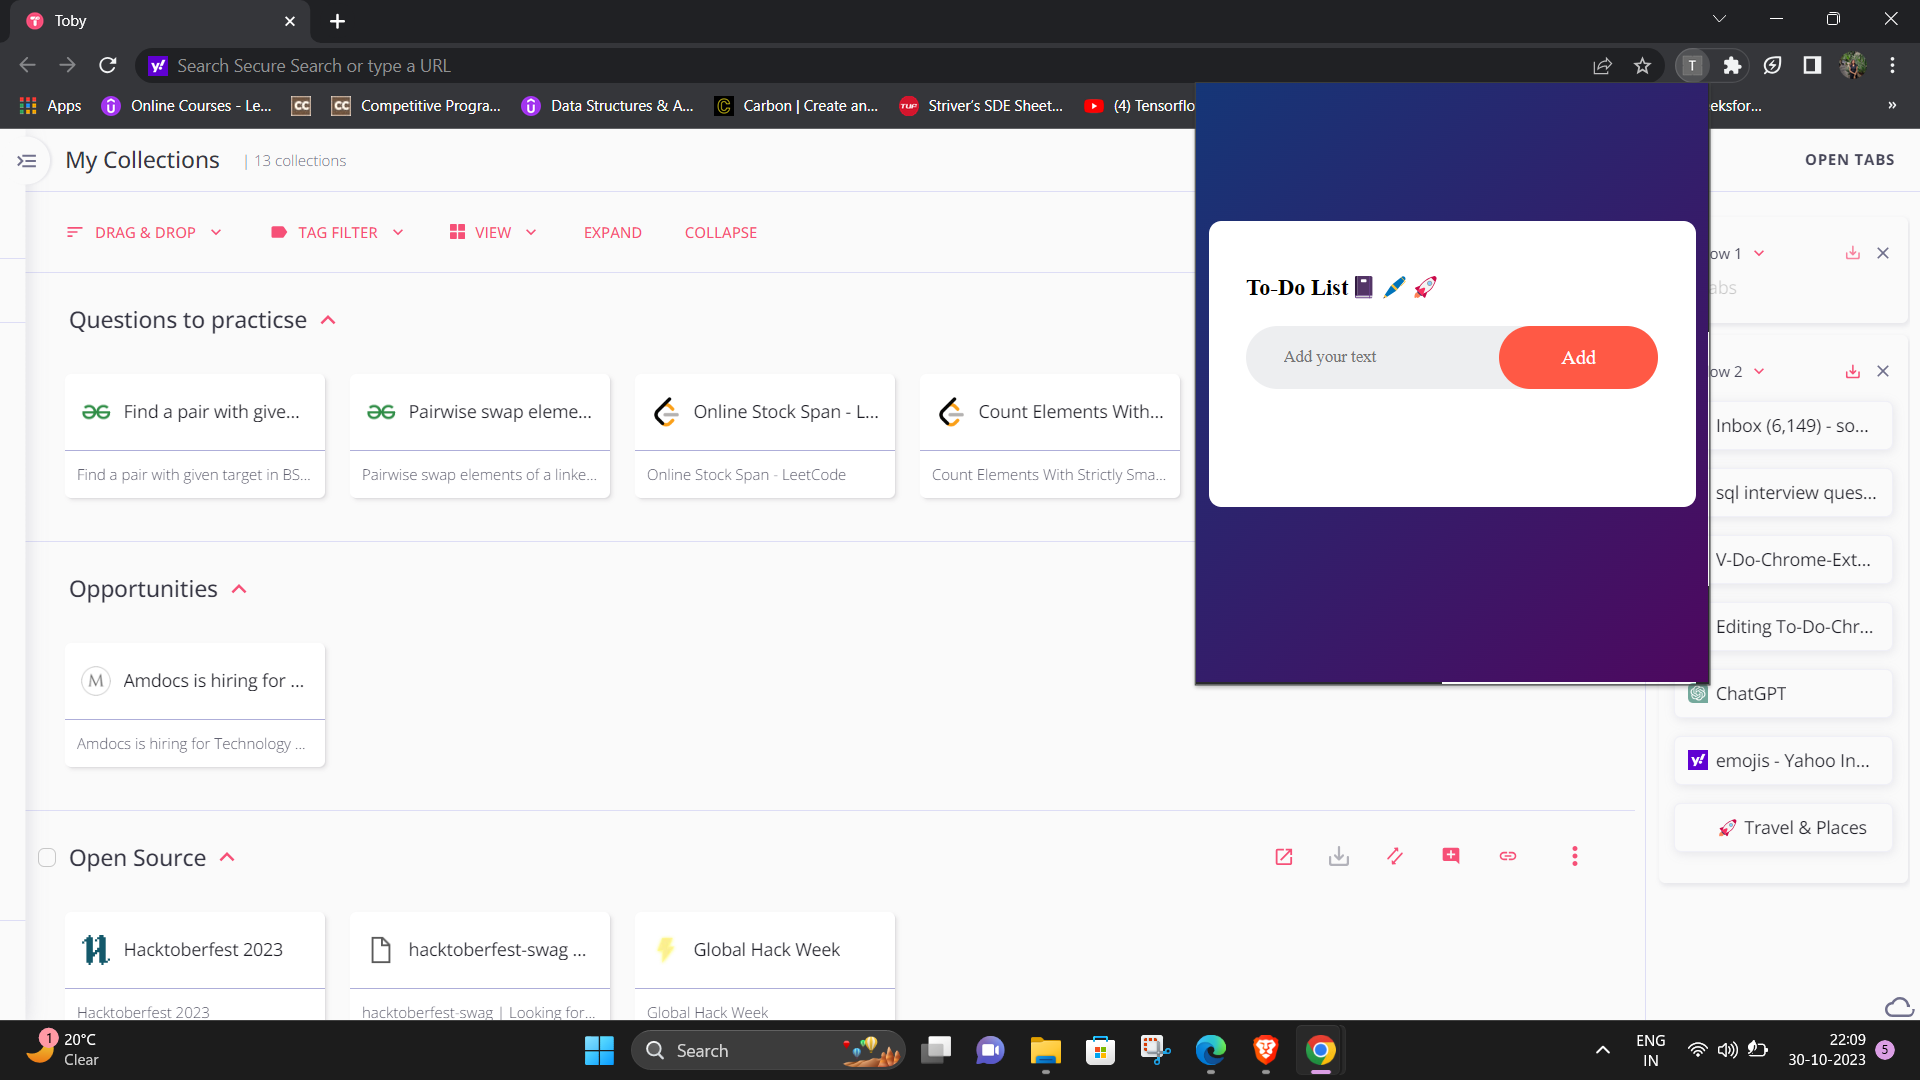 Toby
Search Secure Search or type a URL
T
Apps
Online Courses - Le...
CC
CC Competitive Progra...
Data Structures & A...
Carbon | Create an...
TUF Striver's SDE Sheet...
(4) Tensorflo
eksfor...
»
My Collections
| 13 collections
OPEN TABS
DRAG & DROP
TAG FILTER
VIEW
EXPAND
COLLAPSE
To-Do List
Add your text
Add
ow 1
abs
Questions to practicse
Find a pair with give...
Find a pair with given target in BS...
Pairwise swap eleme...
Pairwise swap elements of a linke...
Online Stock Span - L...
Online Stock Span - LeetCode
Count Elements With...
Count Elements With Strictly Sma...
ow 2
Inbox (6,149) - so...
sql interview ques...
V-Do-Chrome-Ext...
Editing To-Do-Chr...
ChatGPT
emojis - Yahoo In...
🚀 Travel & Places
Opportunities
M
Amdocs is hiring for ...
Amdocs is hiring for Technology ...
Open Source
Hacktoberfest 2023
Hacktoberfest 2023
hacktoberfest-swag ...
hacktoberfest-swag | Looking for...
Global Hack Week
Global Hack Week
1
20°C
Clear
Search
ENG
IN
22:09
30-10-2023
5